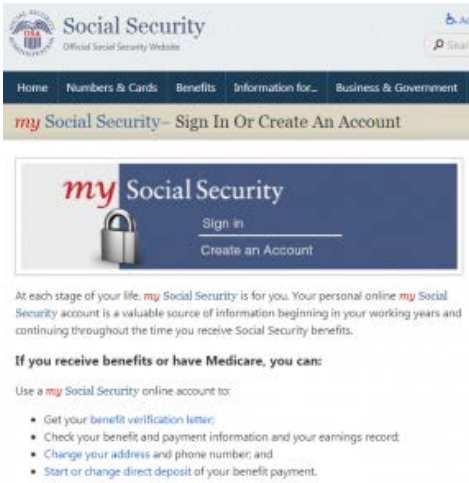 Social Security
Official Social Security Website
Home Numbers & Cards Benefits Information for... Business & Government
my Social Security– Sign In Or Create An Account
my Social Security
Sign in
Create an Account
At each stage of your life, my Social Security is for you. Your personal online my Social
Security account is a valuable source of information beginning in your working years and
continuing throughout the time you receive Social Security benefits.
If you receive benefits or have Medicare, you can:
Use a my Social Security online account to:
• Get your benefit verification letter;
• Check your benefit and payment information and your earnings record;
• Change your address and phone number; and
• Start or change direct deposit of your benefit payment.